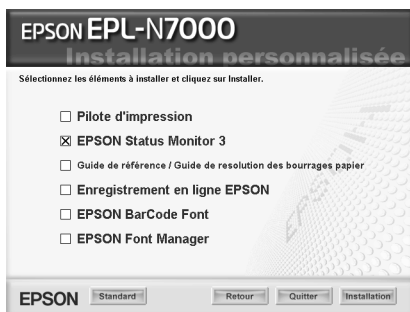 EPSON EPL-N7000
Installation personnalisée
Sélectionnez les éléments à installer et cliquez sur Installer.
Pilote d'impression
EPSON Status Monitor 3
Guide de référence / Guide de resolution des bourrages papier
Enregistrement en ligne EPSON
EPSON BarCode Font
EPSON Font Manager
EPSON Standard Retour Quitter Installation